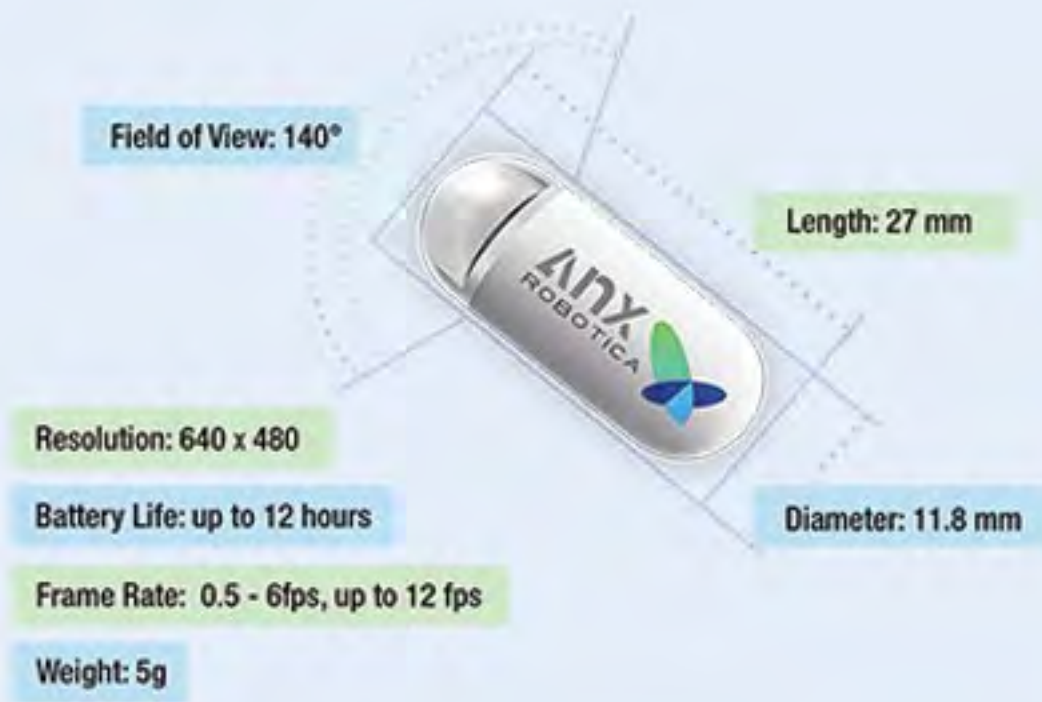 Field of View: 140°
Length: 27 mm
ANX
ROBOTICA
Resolution: 640 x 480
Battery Life: up to 12 hours
Diameter: 11.8 mm
Frame Rate: 0.5 - 6fps, up to 12 fps
Weight: 5g